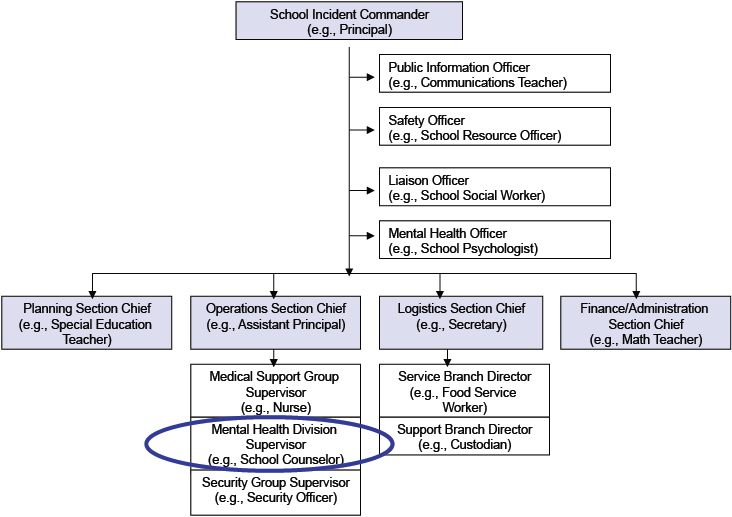 School Incident Commander
(e.g., Principal)
Public Information Officer
(e.g., Communications Teacher)
Safety Officer
(e.g., School Resource Officer)
Liaison Officer
(e.g., School Social Worker)
Mental Health Officer
(e.g., School Psychologist)
Planning Section Chief
(e.g., Special Education
Teacher)
Operations Section Chief
(e.g., Assistant Principal)
Logistics Section Chief
(e.g., Secretary)
Finance/Administration
Section Chief
(e.g., Math Teacher)
Medical Support Group
Supervisor
(e.g., Nurse)
Mental Health Division
Supervisor
(e.g., School Counselor)
Security Group Supervisor
(e.g., Security Officer)
Service Branch Director
(e.g., Food Service
Worker)
Support Branch Director
(e.g., Custodian)